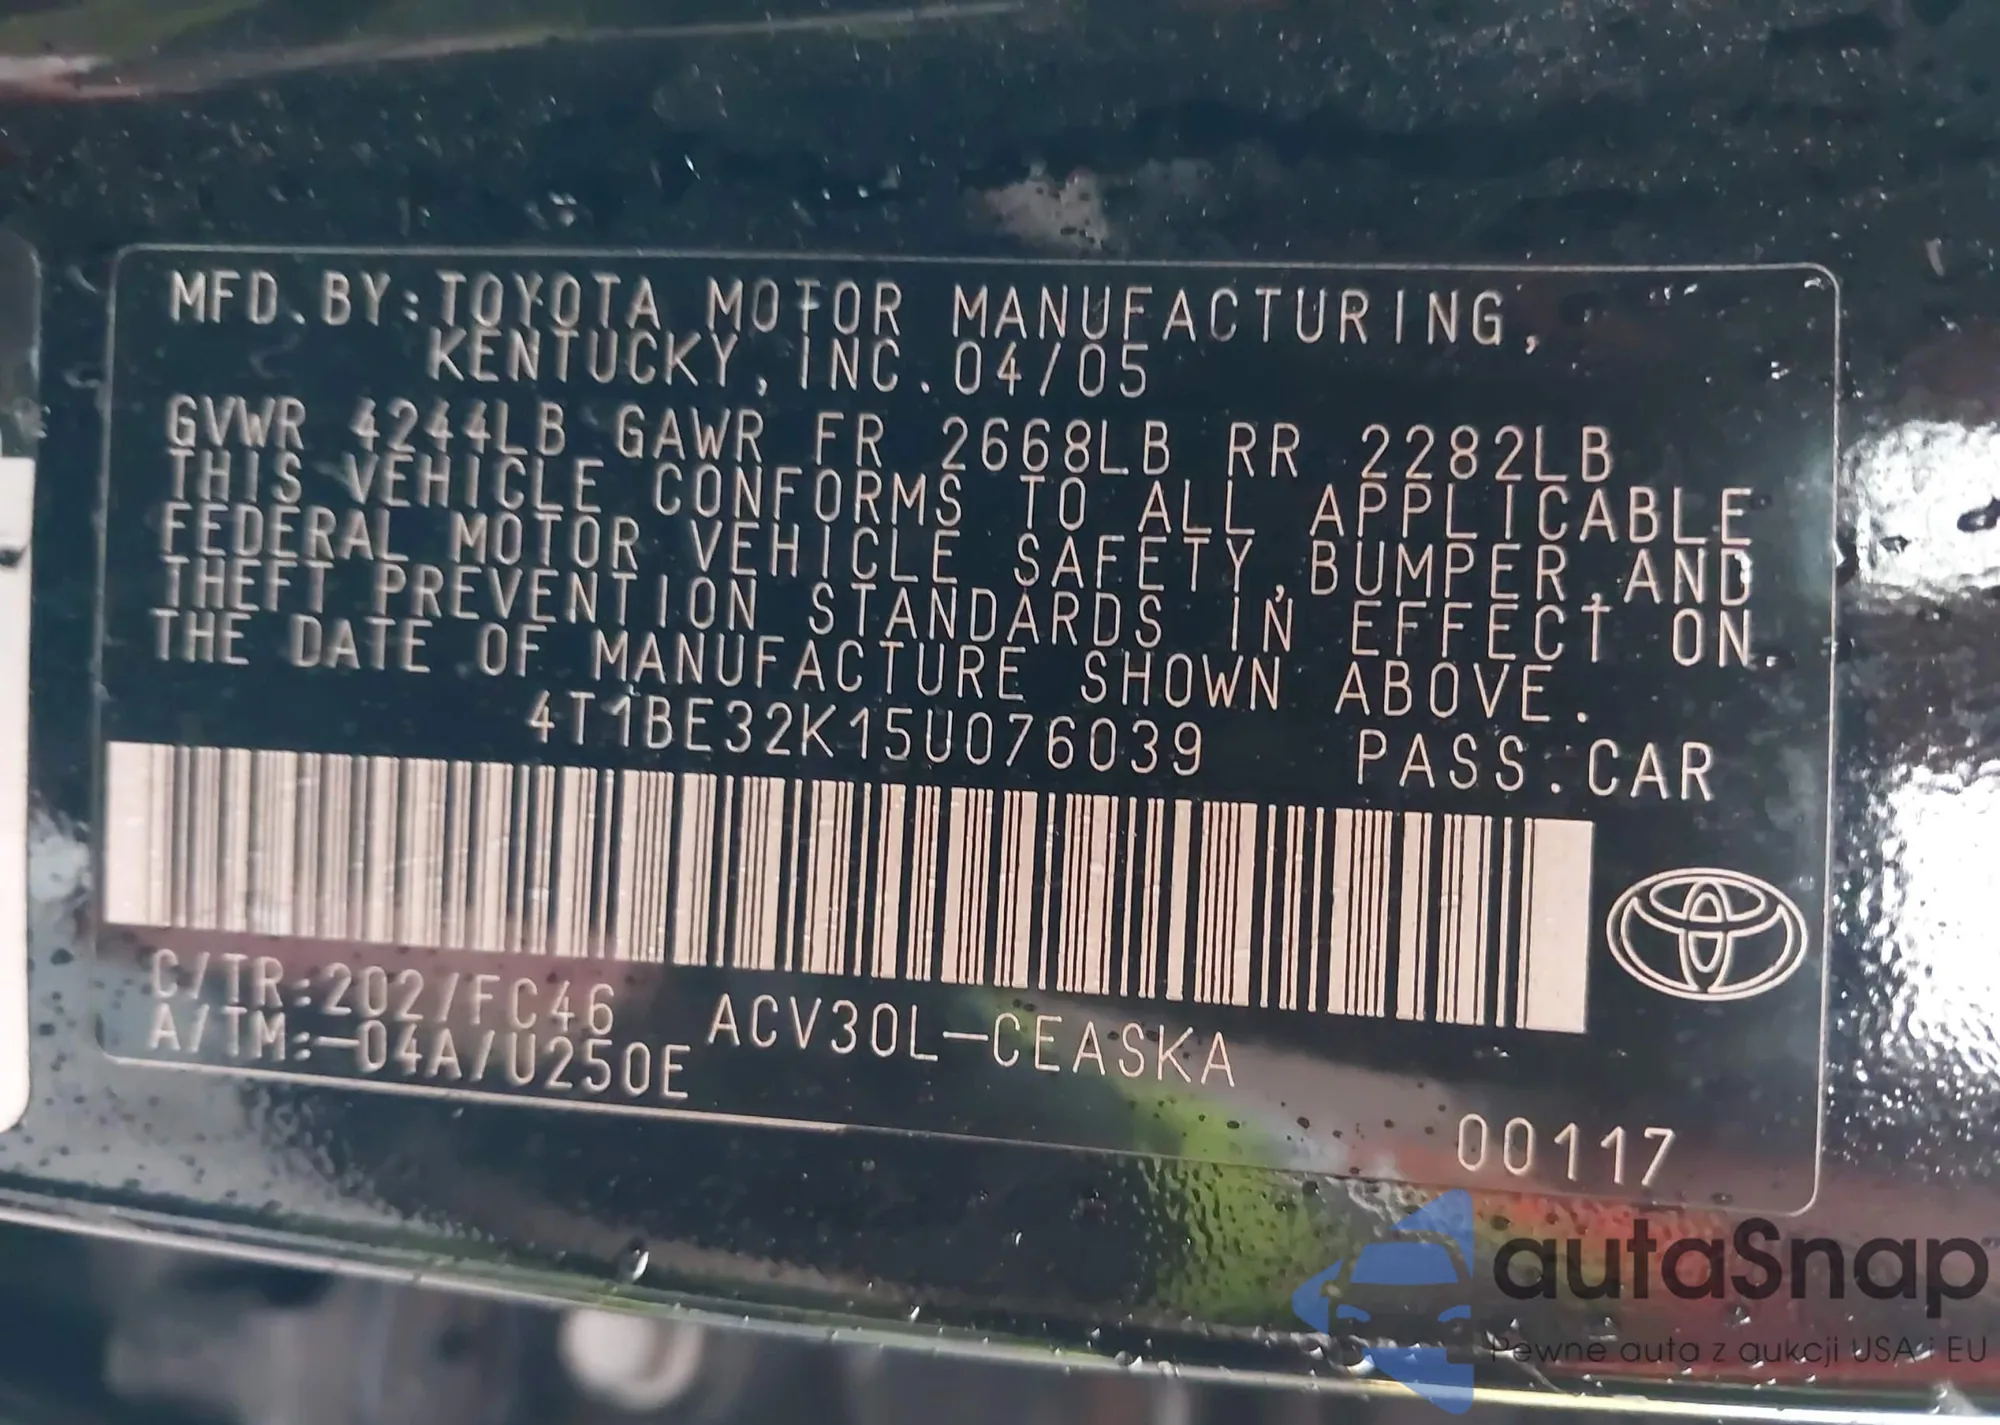 MFD. BY: TOYOTA MOTOR MANUFACTURING,
KENTUCKY, INC. 04/05
GVWR 4244LB GAWR FR 2668LB RR 2282LB
THIS VEHICLE CONFORMS TO ALL APPLICABLE
FEDERAL MOTOR VEHICLE SAFETY, BUMPER, AND
THEFT PREVENTION STANDARDS IN EFFECT ON
THE DATE OF MANUFACTURE SHOWN ABOVE.
4T1BE32K15U076039 PASS. CAR
C/TR:202/FC46 ACV30L-CEASKA
A/TM:-04A/U250E
00117
autaSnap
Pewne auta z aukcji USA i EU